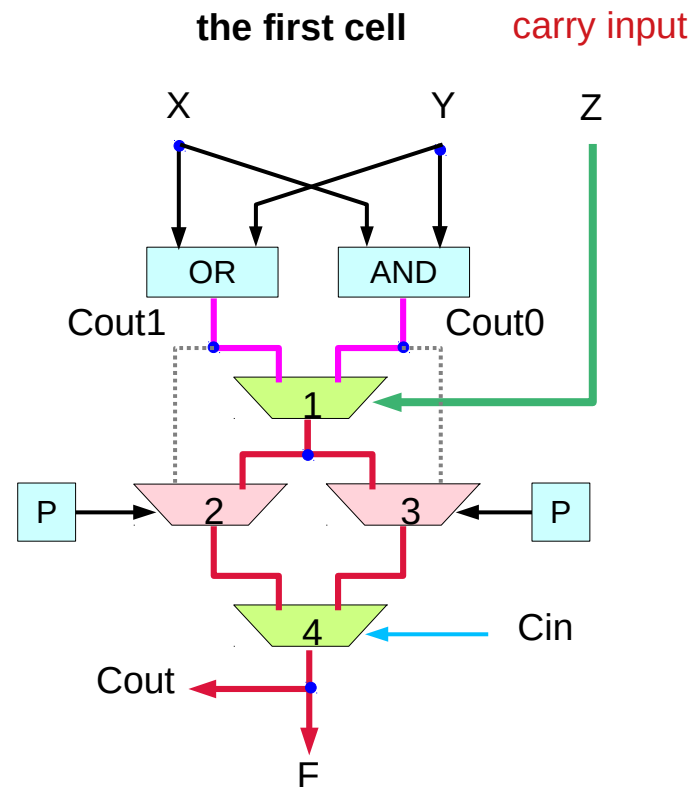 the first cell
carry input
X
Y
Z
OR
AND
Cout1
Cout0
1
P
2
3
P
4
Cin
Cout
F